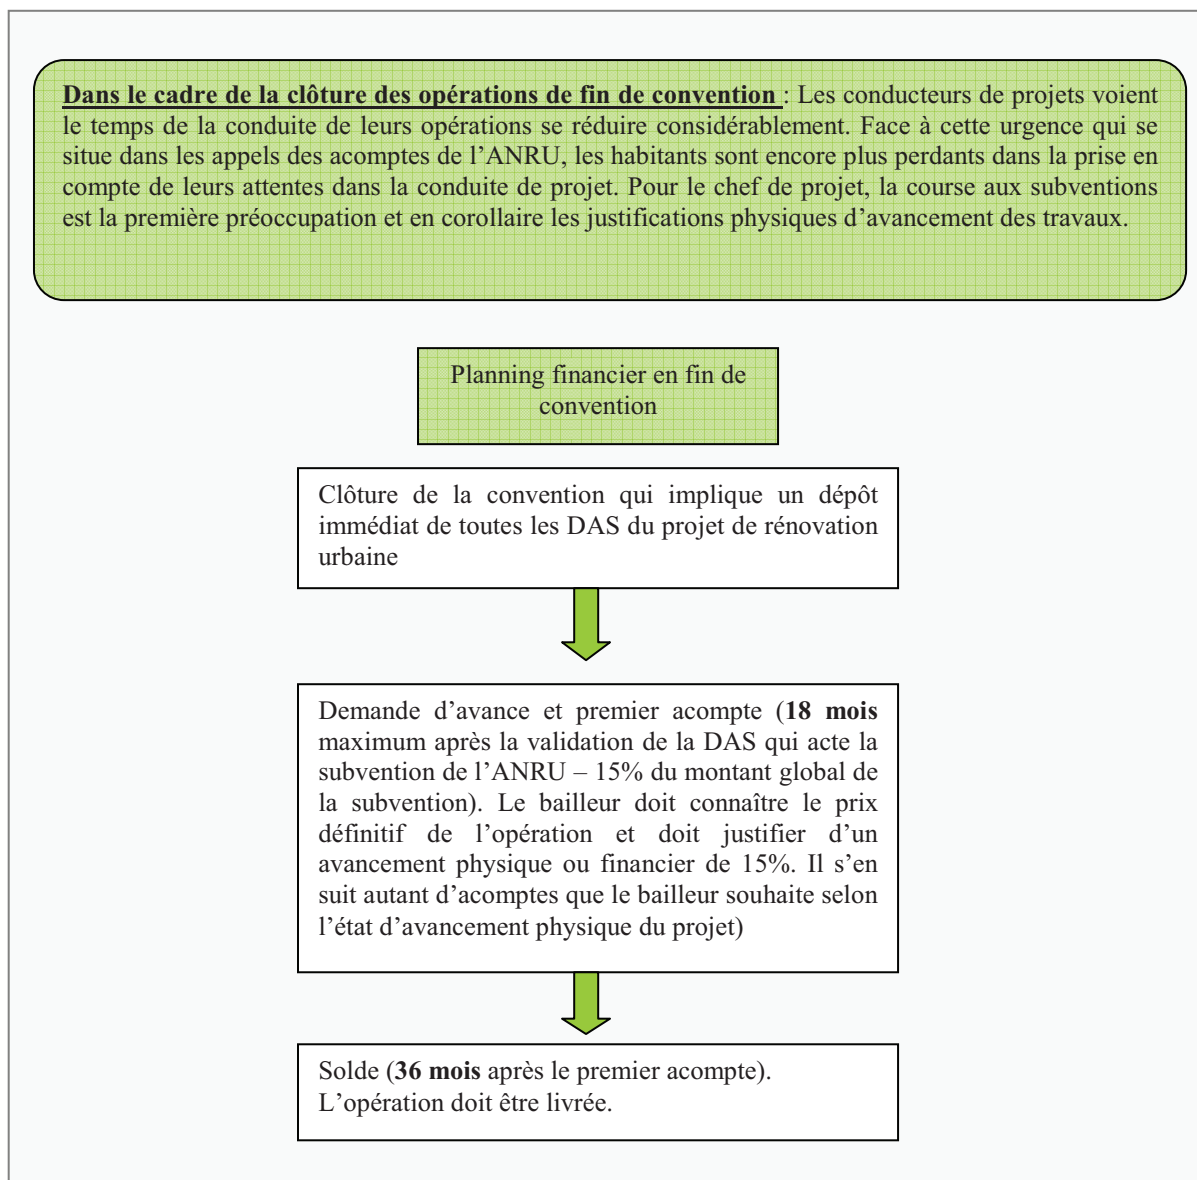 Dans le cadre de la clôture des opérations de fin de convention : Les conducteurs de projets voient
le temps de la conduite de leurs opérations se réduire considérablement. Face à cette urgence qui se
situe dans les appels des acomptes de l’ANRU, les habitants sont encore plus perdants dans la prise en
compte de leurs attentes dans la conduite de projet. Pour le chef de projet, la course aux subventions
est la première préoccupation et en corollaire les justifications physiques d’avancement des travaux.
Planning financier en fin de
convention
Clôture de la convention qui implique un dépôt
immédiat de toutes les DAS du projet de rénovation
urbaine
Demande d’avance et premier acompte (18 mois
maximum après la validation de la DAS qui acte la
subvention de l’ANRU – 15% du montant global de
la subvention). Le bailleur doit connaître le prix
définitif de l’opération et doit justifier d’un
avancement physique ou financier de 15%. Il s’en
suit autant d’acomptes que le bailleur souhaite selon
l’état d’avancement physique du projet)
Solde (36 mois après le premier acompte).
L’opération doit être livrée.